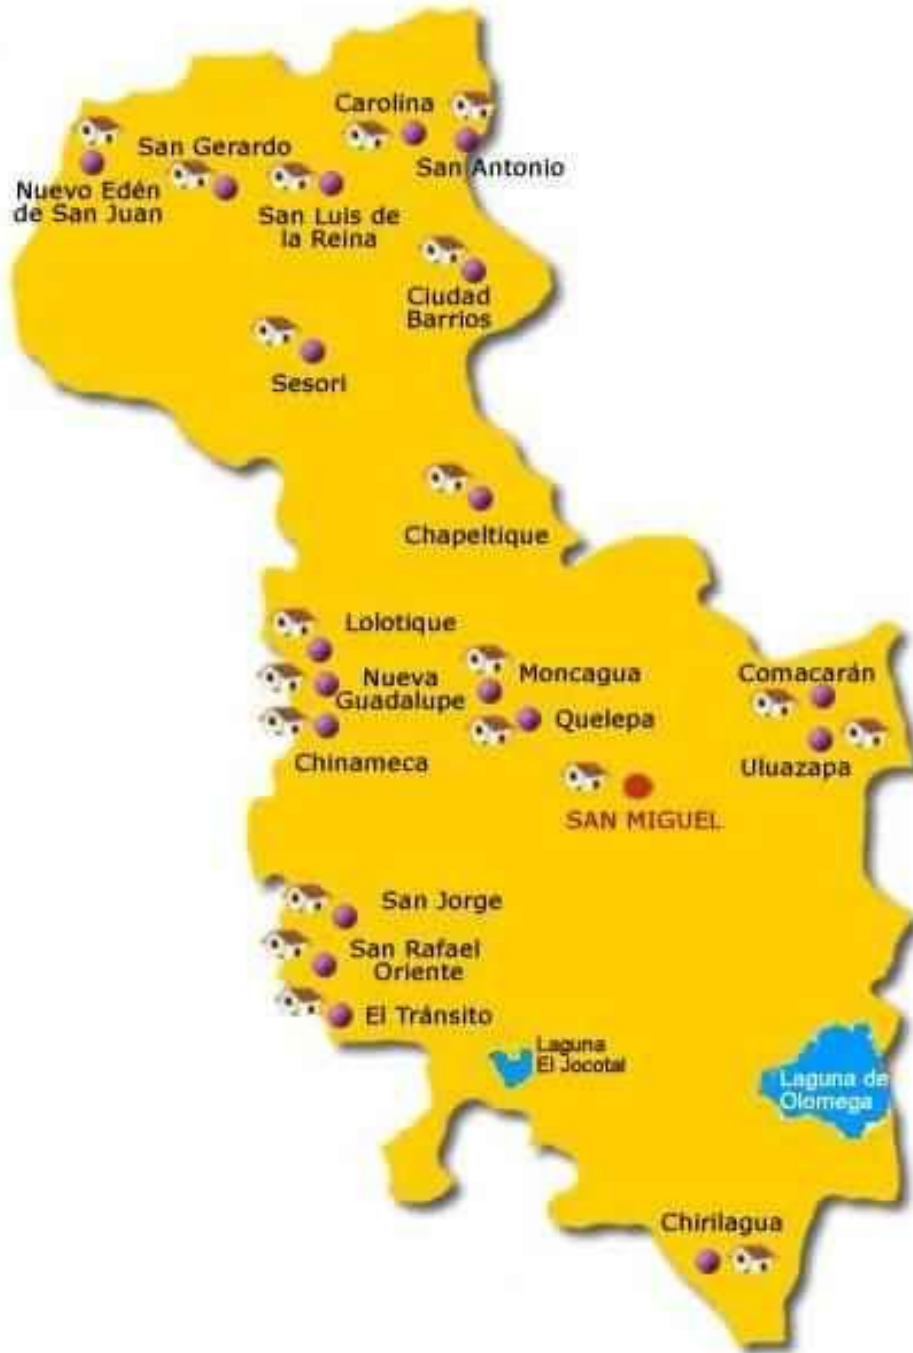 Carolina
San Gerardo
San Antonio
Nuevo Edén
de San Juan
San Luis de
la Reina
Ciudad
Barrios
Sesori
Chapeltique
Lolotique
Nueva
Guadalupe
Moncagua
Comacarán
Quelepa
Chinameca
Uluazapa
SAN MIGUEL
San Jorge
San Rafael
Oriente
El Tránsito
Laguna
El Jocotal
Laguna de
Olomega
Chirilagua